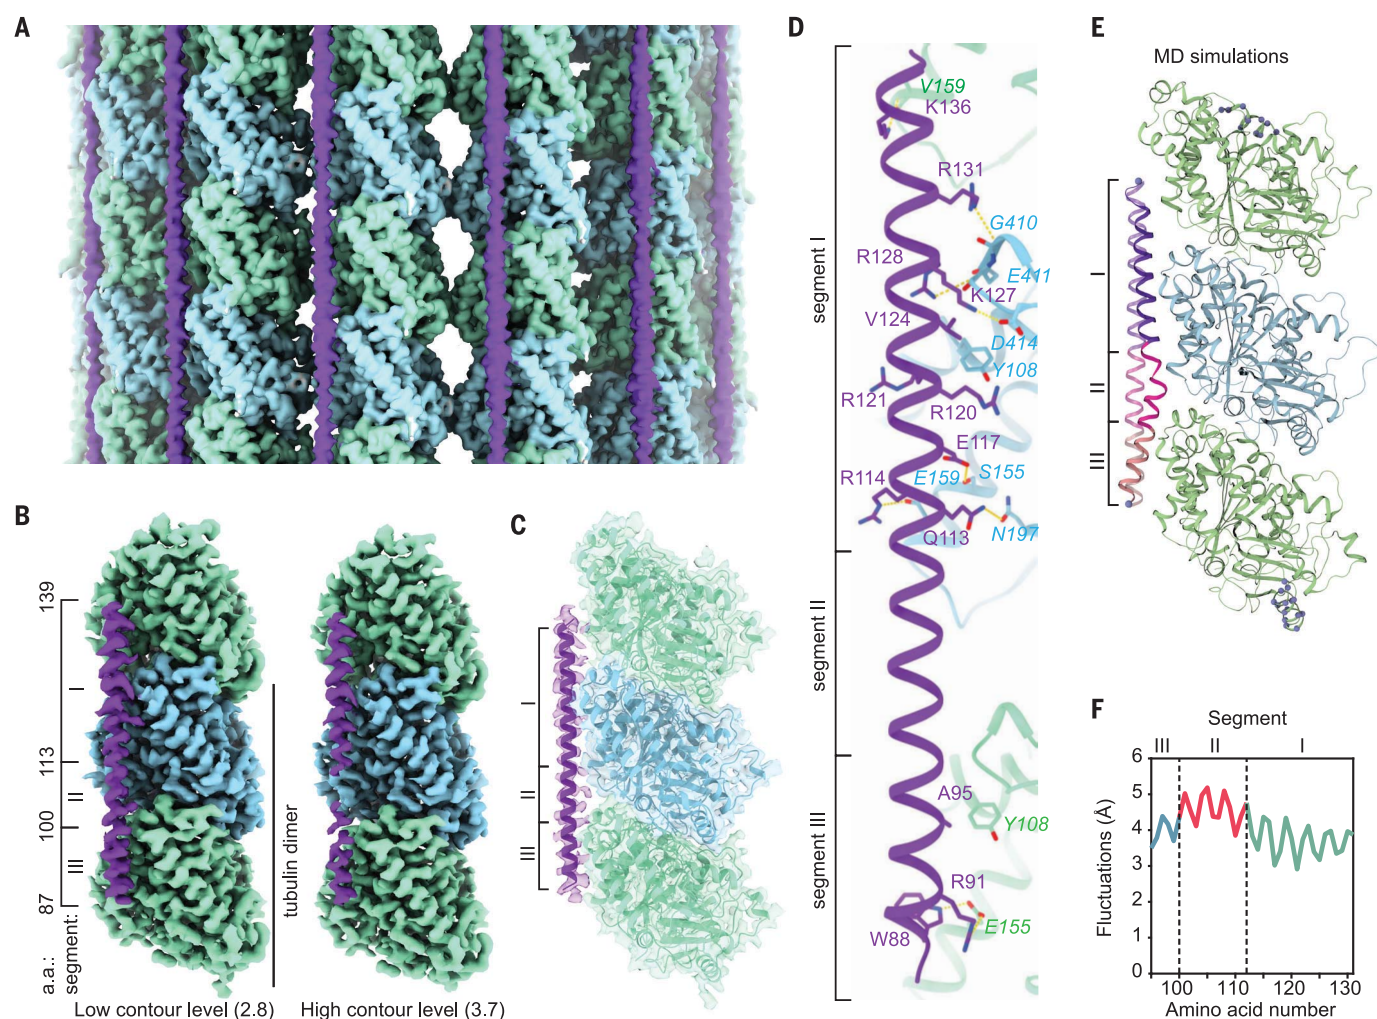 A
B
139
I
113
II
100
III
87
a.a.:
segment:
tubulin dimer
Low contour level (2.8)
High contour level (3.7)
C
I
II
III
D
segment I
segment II
segment III
V159
K136
R131
G410
R128
E411
K127
V124
D414
Y108
R121
R120
E117
R114
E159
S155
Q113
N197
A95
Y108
R91
W88
E155
E
MD simulations
I
II
III
F
Segment
III II I
6
5
4
3
2
1
0
Fluctuations (Å)
100 110 120 130
Amino acid number